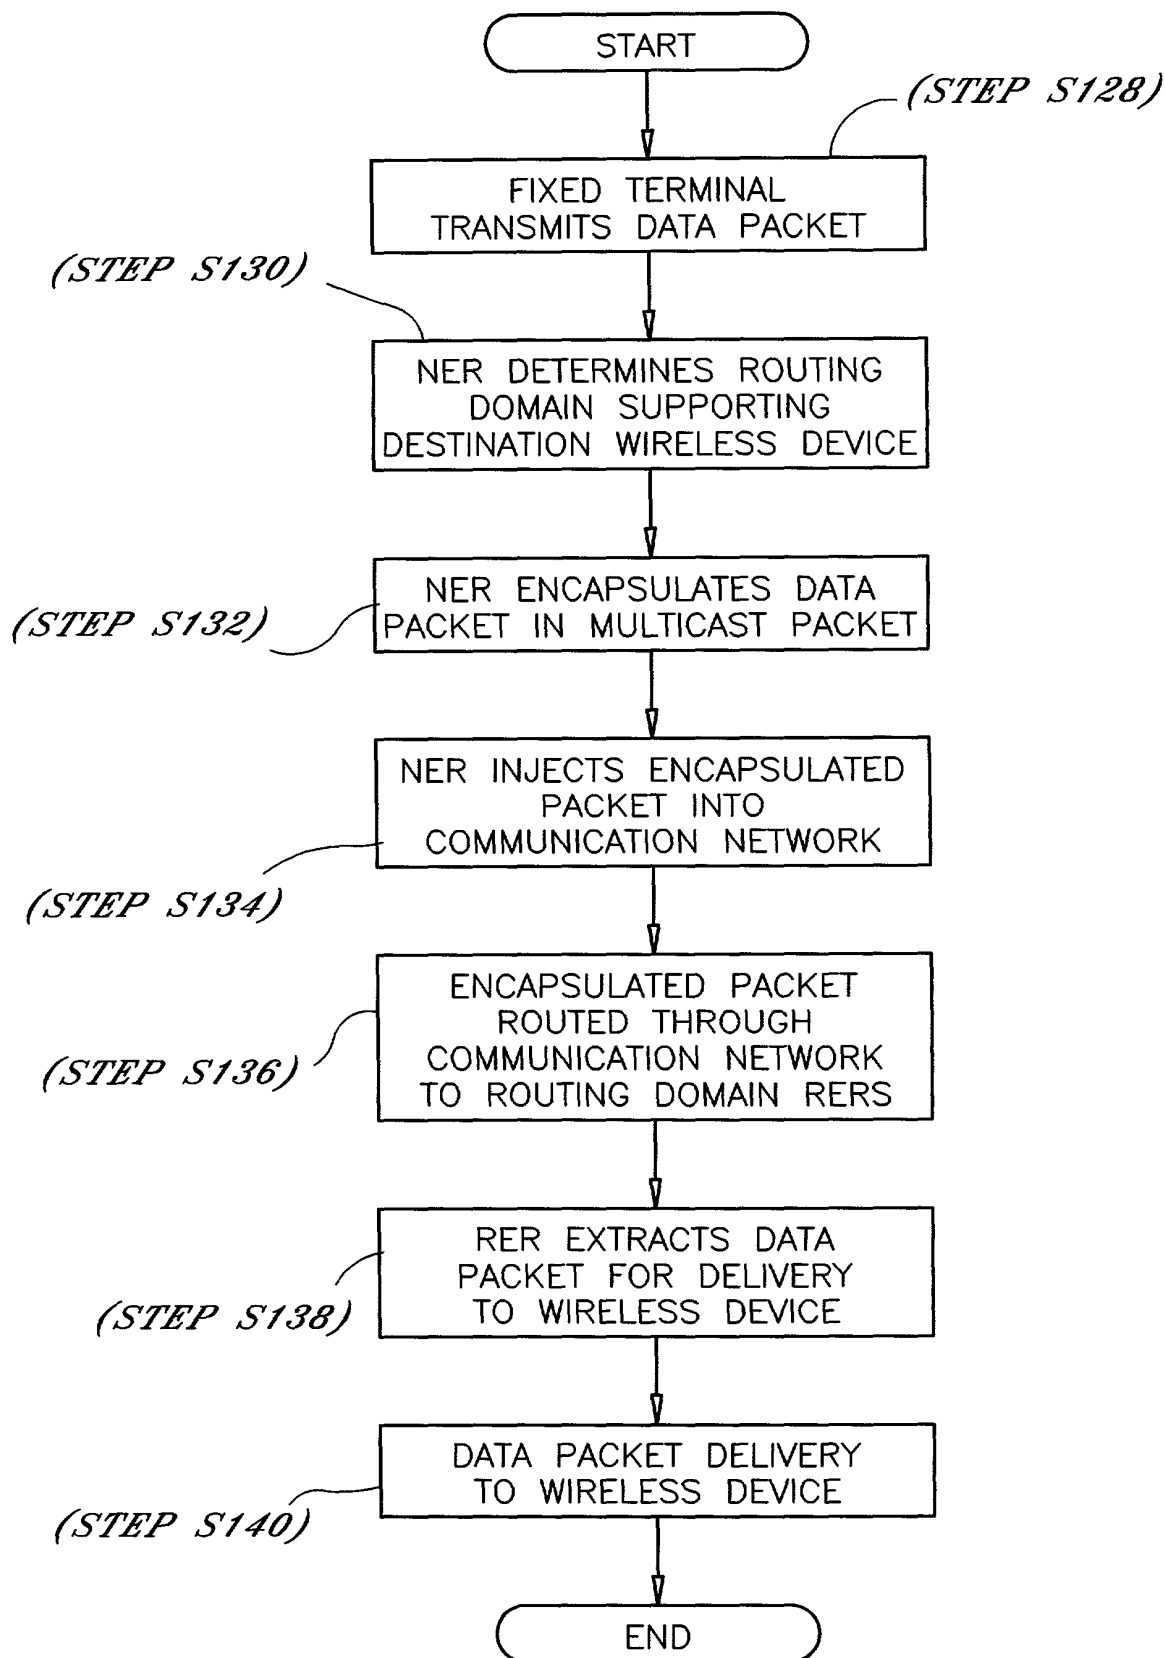 START
(STEP S128)
FIXED TERMINAL
TRANSMITS DATA PACKET
(STEP S130)
NER DETERMINES ROUTING
DOMAIN SUPPORTING
DESTINATION WIRELESS DEVICE
NER ENCAPSULATES DATA
PACKET IN MULTICAST PACKET
(STEP S132)
NER INJECTS ENCAPSULATED
PACKET INTO
COMMUNICATION NETWORK
(STEP S134)
ENCAPSULATED PACKET
ROUTED THROUGH
COMMUNICATION NETWORK
TO ROUTING DOMAIN RERS
(STEP S136)
RER EXTRACTS DATA
PACKET FOR DELIVERY
TO WIRELESS DEVICE
(STEP S138)
DATA PACKET DELIVERY
TO WIRELESS DEVICE
(STEP S140)
END